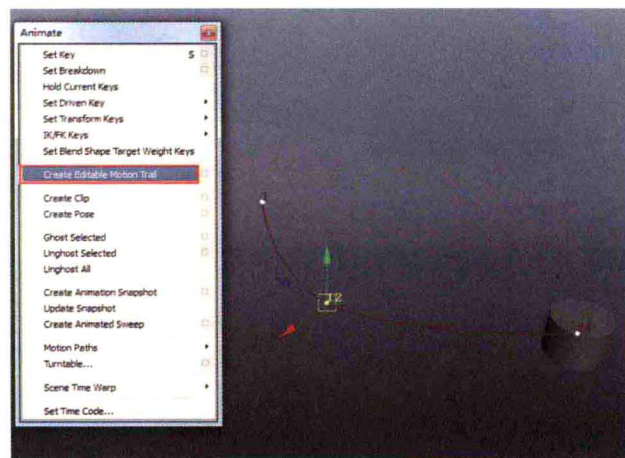 Animate
Set Key S
Set Breakdown
Hold Current Keys
Set Driven Key
Set Transform Keys
IK/FK Keys
Set Blend Shape Target Weight Keys
Create Editable Motion Trail
Create Clip
Create Pose
Ghost Selected
Unghost Selected
Unghost All
Create Animation Snapshot
Update Snapshot
Create Animated Sweep
Motion Paths
Turntable...
Scene Time Warp
Set Time Code...
12